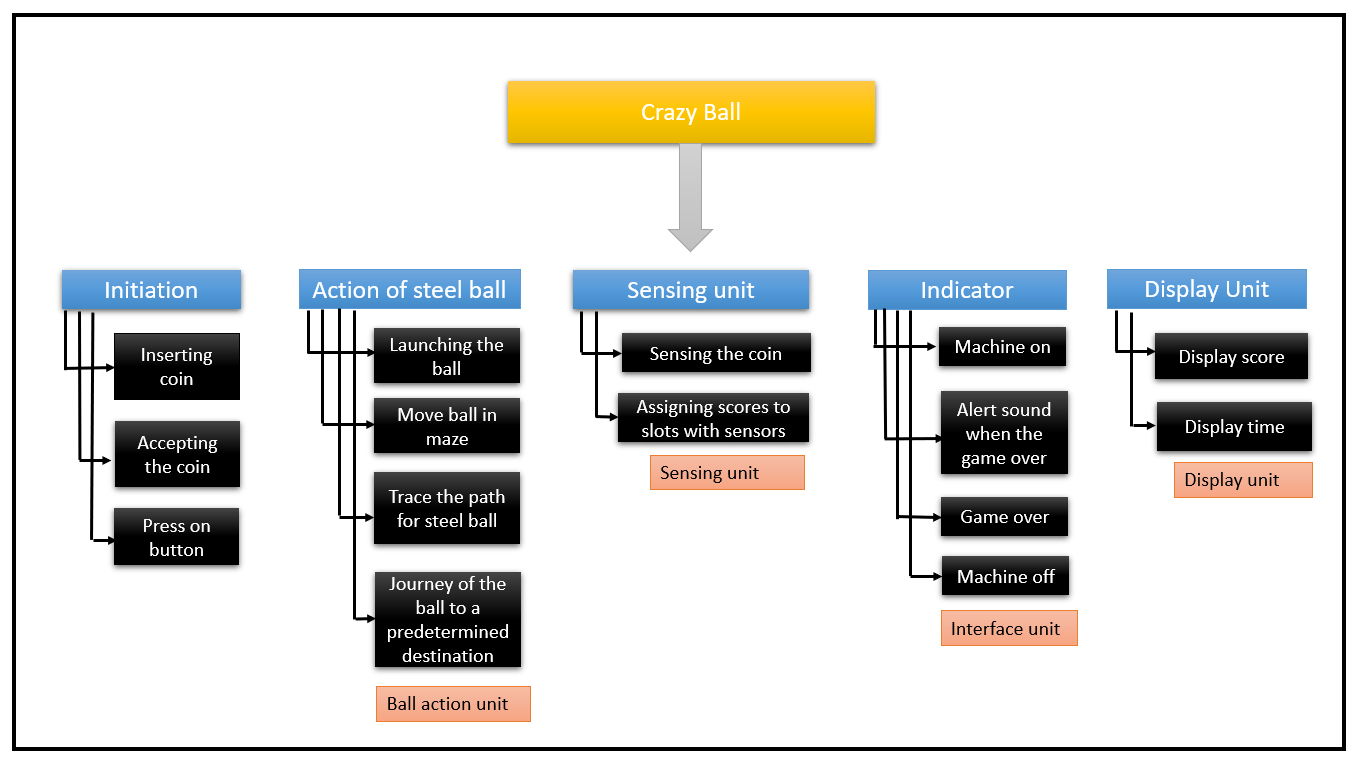 Crazy Ball
Initiation
Inserting
coin
Accepting
the coin
Press on
button
Action of steel ball
Launching the
ball
Move ball in
maze
Trace the path
for steel ball
Journey of the
ball to a
predetermined
destination
Ball action unit
Sensing unit
Sensing the coin
Assigning scores to
slots with sensors
Sensing unit
Indicator
Machine on
Alert sound
when the
game over
Game over
Machine off
Interface unit
Display Unit
Display score
Display time
Display unit